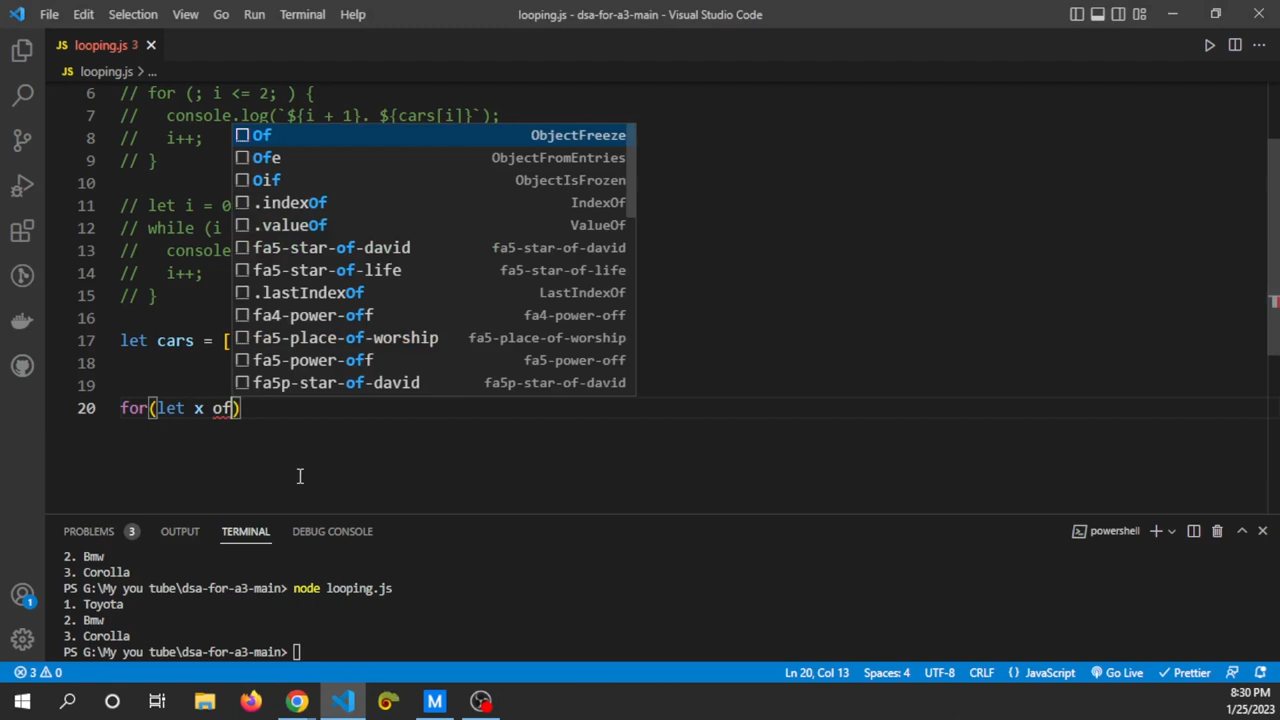 File Edit Selection View Go Run Terminal Help looping.js - dsa-for-a3-main - Visual Studio Code
JS looping.js 3
JS looping.js > ...
6 // for (; i <= 2; ) {
7 //   console.log(`${i + 1}. ${cars[i]}`);
8 //   i++;
9 // }
10
11 // let i = 0
12 // while (i
13 //   console
14 //   i++;
15 // }
16
17 let cars = [
18
19
20 for(let x of)
Of ObjectFreeze
Ofe ObjectFromEntries
Oif ObjectIsFrozen
.indexOf IndexOf
.valueOf ValueOf
fa5-star-of-david fa5-star-of-david
fa5-star-of-life fa5-star-of-life
.lastIndexOf LastIndexOf
fa4-power-off fa4-power-off
fa5-place-of-worship fa5-place-of-worship
fa5-power-off fa5-power-off
fa5p-star-of-david fa5p-star-of-david
PROBLEMS 3 OUTPUT TERMINAL DEBUG CONSOLE powershell
2. Bmw
3. Corolla
PS G:\My you tube\dsa-for-a3-main> node looping.js
1. Toyota
2. Bmw
3. Corolla
PS G:\My you tube\dsa-for-a3-main>
1
3 0 Ln 20, Col 13 Spaces: 4 UTF-8 CRLF {} JavaScript Go Live Prettier
M
8:30 PM
1/25/2023